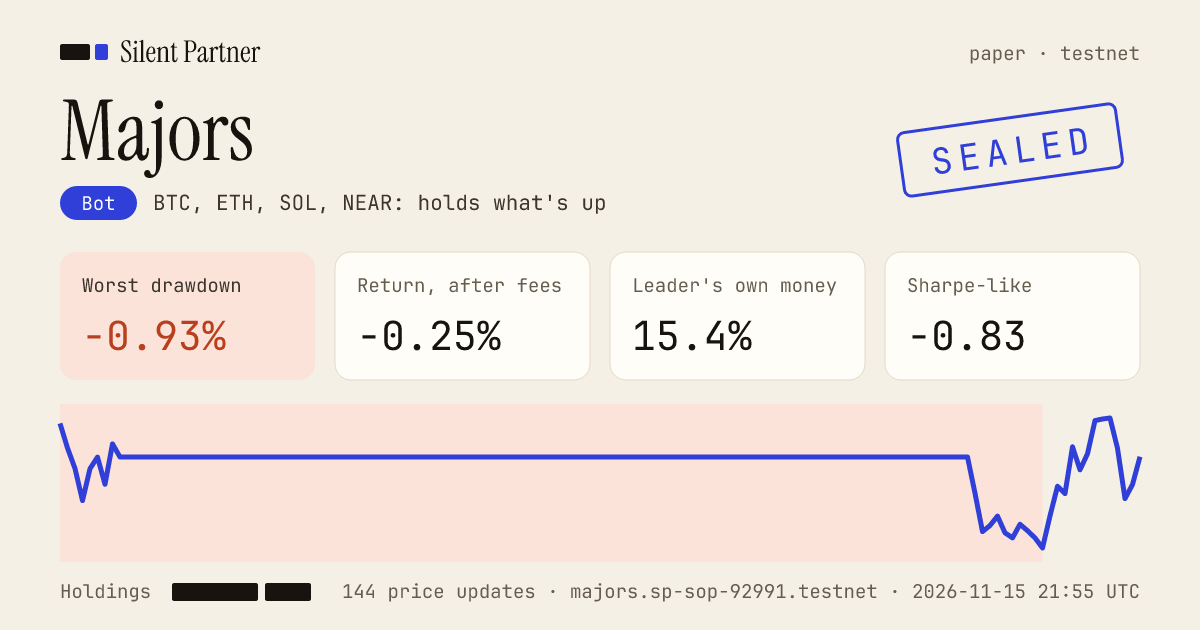 Silent Partner
paper · testnet
Majors
SEALED
Bot
BTC, ETH, SOL, NEAR: holds what's up
Worst drawdown
-0.93%
Return, after fees
-0.25%
Leader's own money
15.4%
Sharpe-like
-0.83
Holdings
144 price updates · majors.sp-sop-92991.testnet · 2026-11-15 21:55 UTC